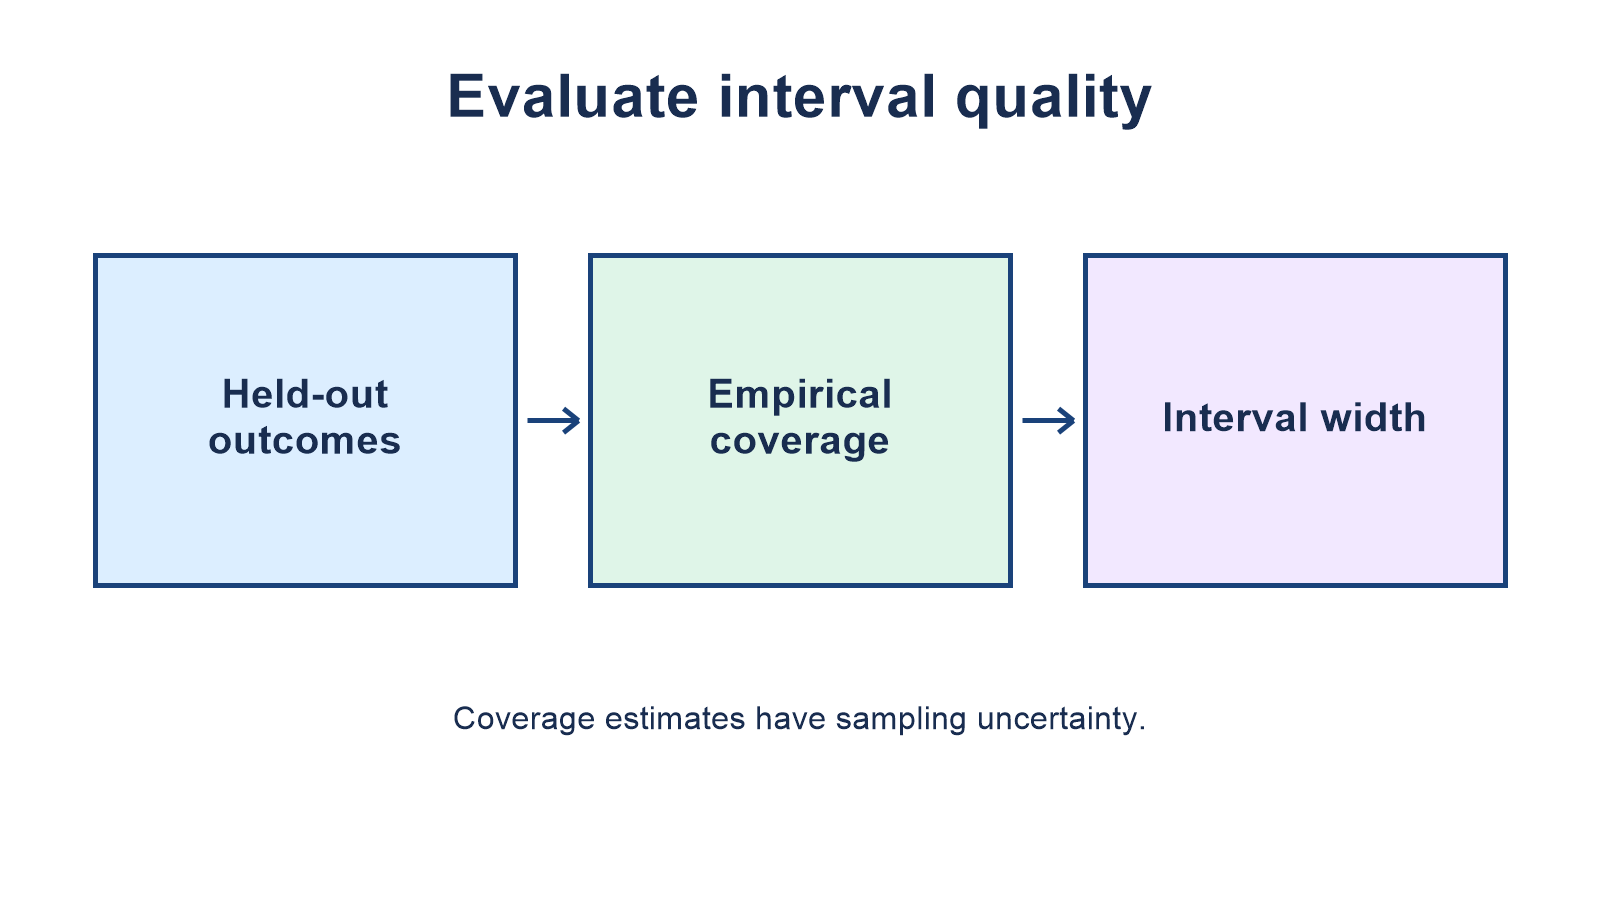 Evaluate interval quality
Held-out
outcomes
Empirical
coverage
Interval width
Coverage estimates have sampling uncertainty.